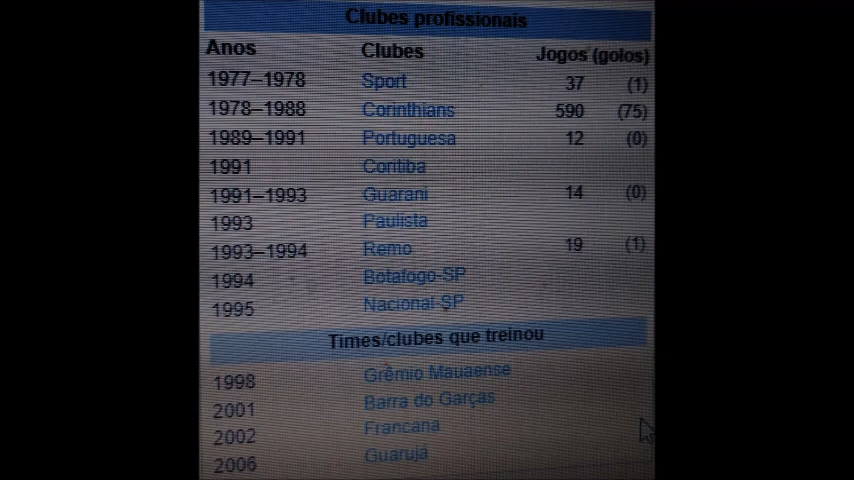 Clubes profissionais
Anos Clubes Jogos (golos)
1977–1978 Sport 37 (1)
1978–1988 Corinthians 590 (75)
1989–1991 Portuguesa 12 (0)
1991 Coritiba
1991–1993 Guarani 14 (0)
1993 Paulista
1993–1994 Remo 19 (1)
1994 Botafogo-SP
1995 Nacional-SP
Times/clubes que treinou
1998 Grêmio Mauaense
2001 Barra do Garças
2002 Francana
2006 Guarujá